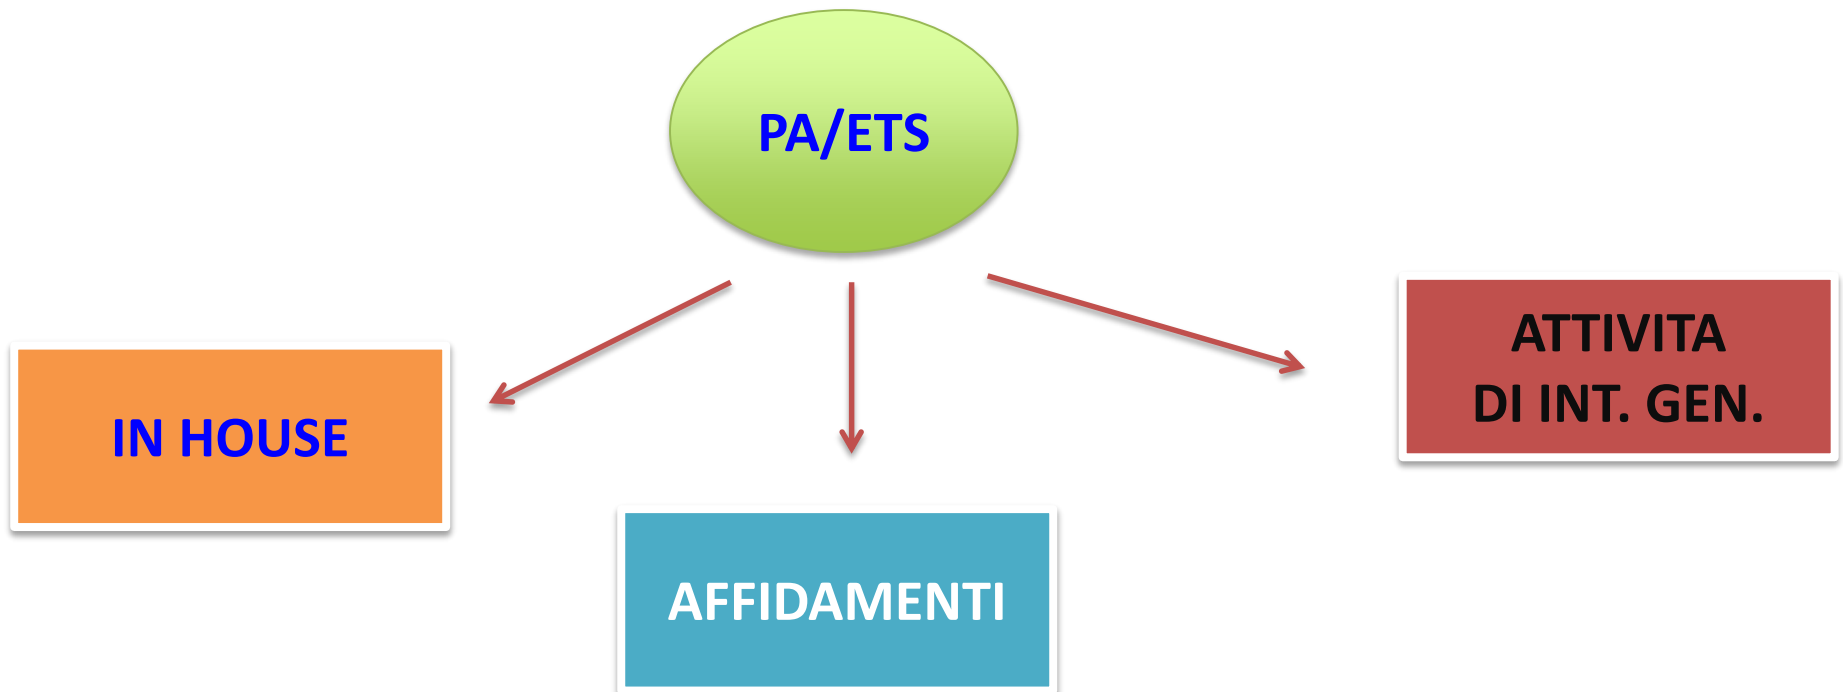 PA/ETS
IN HOUSE
AFFIDAMENTI
ATTIVITA
DI INT. GEN.